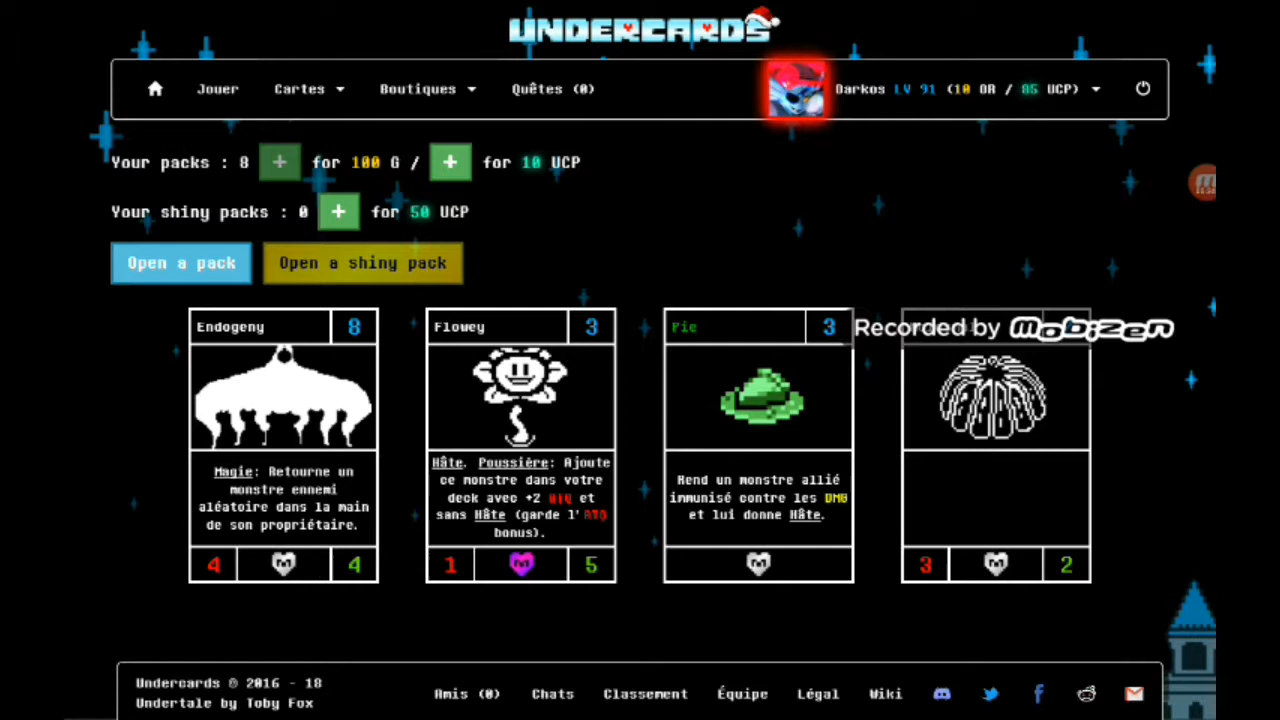 UNDERCARDS
Jouer Cartes Boutiques Quêtes (0) Darkos LV 91 (10 OR / 85 UCP)
Your packs : 8 + for 100 G / + for 10 UCP
Your shiny packs : 0 + for 50 UCP
Open a pack Open a shiny pack
Endogeny 8
Flowey 3
Pie 3
Recorded by mobizen
Magie: Retourne un
monstre ennemi
aléatoire dans la main
de son propriétaire.
4 4
Hâte. Poussière: Ajoute
ce monstre dans votre
deck avec +2 ATQ et
sans Hâte (garde l'ATQ
bonus).
1 5
Rend un monstre allié
immunisé contre les DMG
et lui donne Hâte.
3 2
Undercards © 2016 - 18
Undertale by Toby Fox
Amis (0) Chats Classement Équipe Légal Wiki